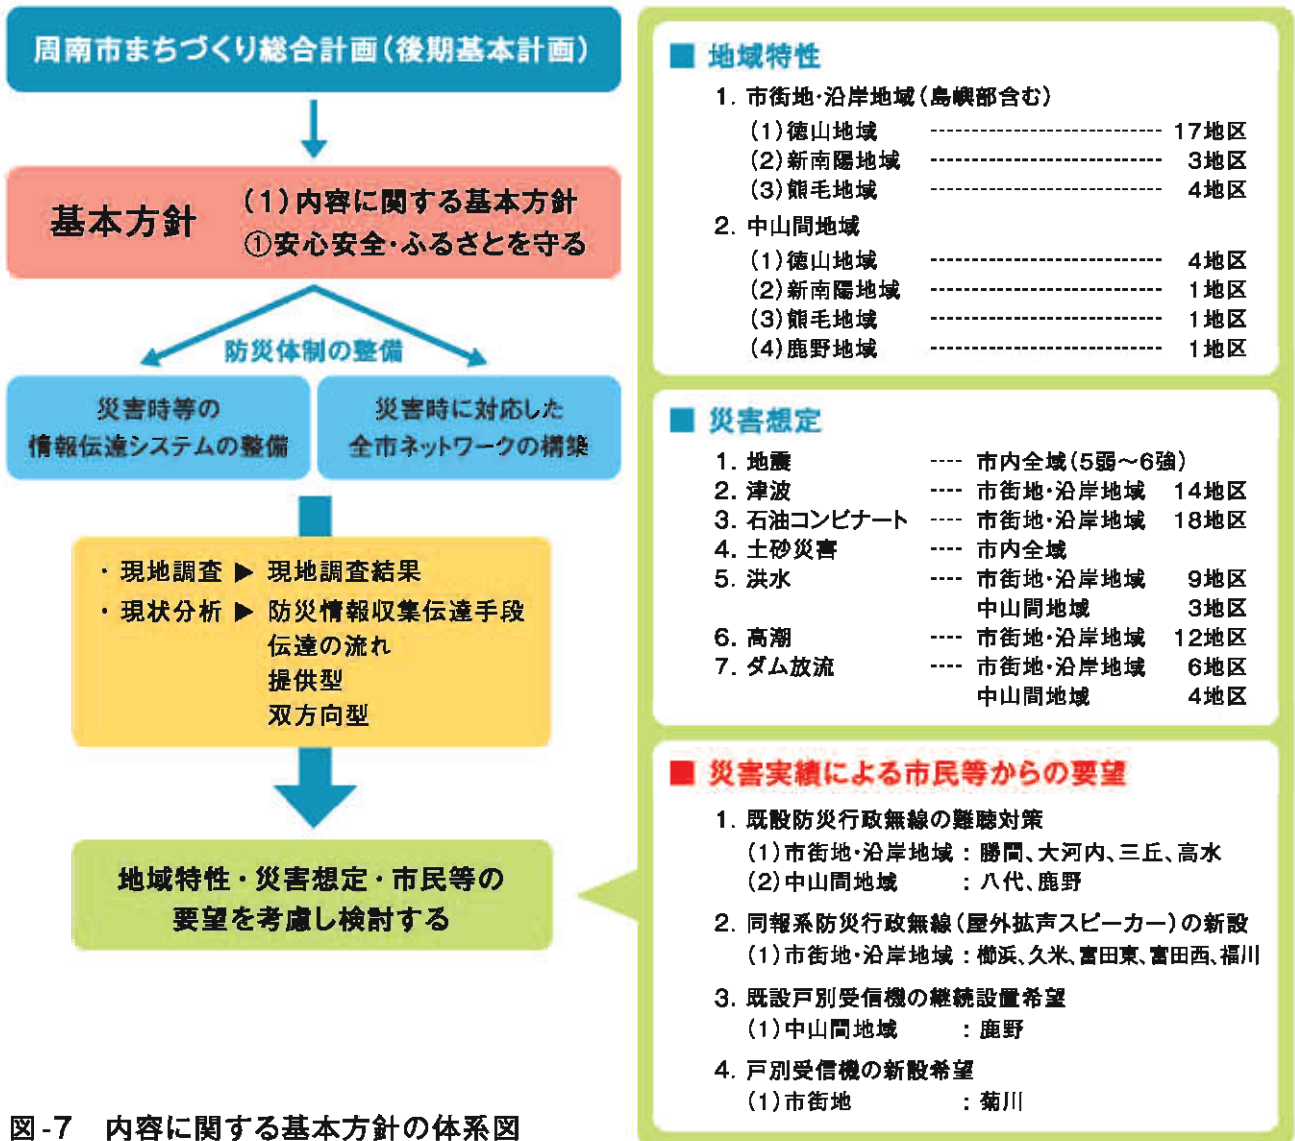 周南市まちづくり総合計画(後期基本計画)
基本方針
(1)内容に関する基本方針
①安心安全・ふるさとを守る
防災体制の整備
災害時等の
情報伝達システムの整備
災害時に対応した
全市ネットワークの構築
・現地調査 ▶ 現地調査結果
・現状分析 ▶ 防災情報収集伝達手段
伝達の流れ
提供型
双方向型
地域特性・災害想定・市民等の
要望を考慮し検討する
■ 地域特性
1. 市街地・沿岸地域(島嶼部含む)
(1)徳山地域 ---------------------------- 17地区
(2)新南陽地域 ---------------------------- 3地区
(3)熊毛地域 ---------------------------- 4地区
2. 中山間地域
(1)徳山地域 ---------------------------- 4地区
(2)新南陽地域 ---------------------------- 1地区
(3)熊毛地域 ---------------------------- 1地区
(4)鹿野地域 ---------------------------- 1地区
■ 災害想定
1. 地震 ---- 市内全域(5弱～6強)
2. 津波 ---- 市街地・沿岸地域 14地区
3. 石油コンビナート ---- 市街地・沿岸地域 18地区
4. 土砂災害 ---- 市内全域
5. 洪水 ---- 市街地・沿岸地域 9地区
中山間地域 3地区
6. 高潮 ---- 市街地・沿岸地域 12地区
7. ダム放流 ---- 市街地・沿岸地域 6地区
中山間地域 4地区
■ 災害実績による市民等からの要望
1. 既設防災行政無線の難聴対策
(1)市街地・沿岸地域 : 勝間、大河内、三丘、高水
(2)中山間地域 : 八代、鹿野
2. 同報系防災行政無線(屋外拡声スピーカー)の新設
(1)市街地・沿岸地域 : 櫛浜、久米、富田東、富田西、福川
3. 既設戸別受信機の継続設置希望
(1)中山間地域 : 鹿野
4. 戸別受信機の新設希望
(1)市街地 : 菊川
図-7 内容に関する基本方針の体系図